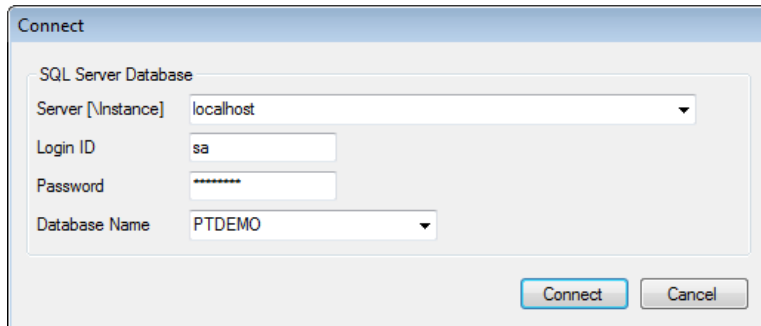 Connect
SQL Server Database
Server [\Instance] localhost
Login ID sa
Password ********
Database Name PTDEMO
Connect Cancel